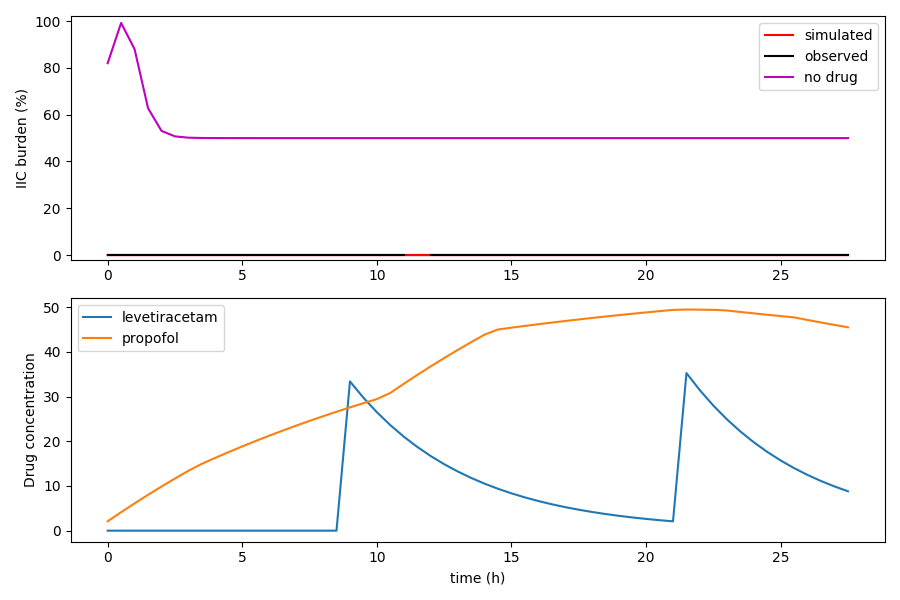 100
80
60
40
20
0
IIC burden (%)
simulated
observed
no drug
0 5 10 15 20 25
50
40
30
20
10
0
Drug concentration
levetiracetam
propofol
0 5 10 15 20 25
time (h)